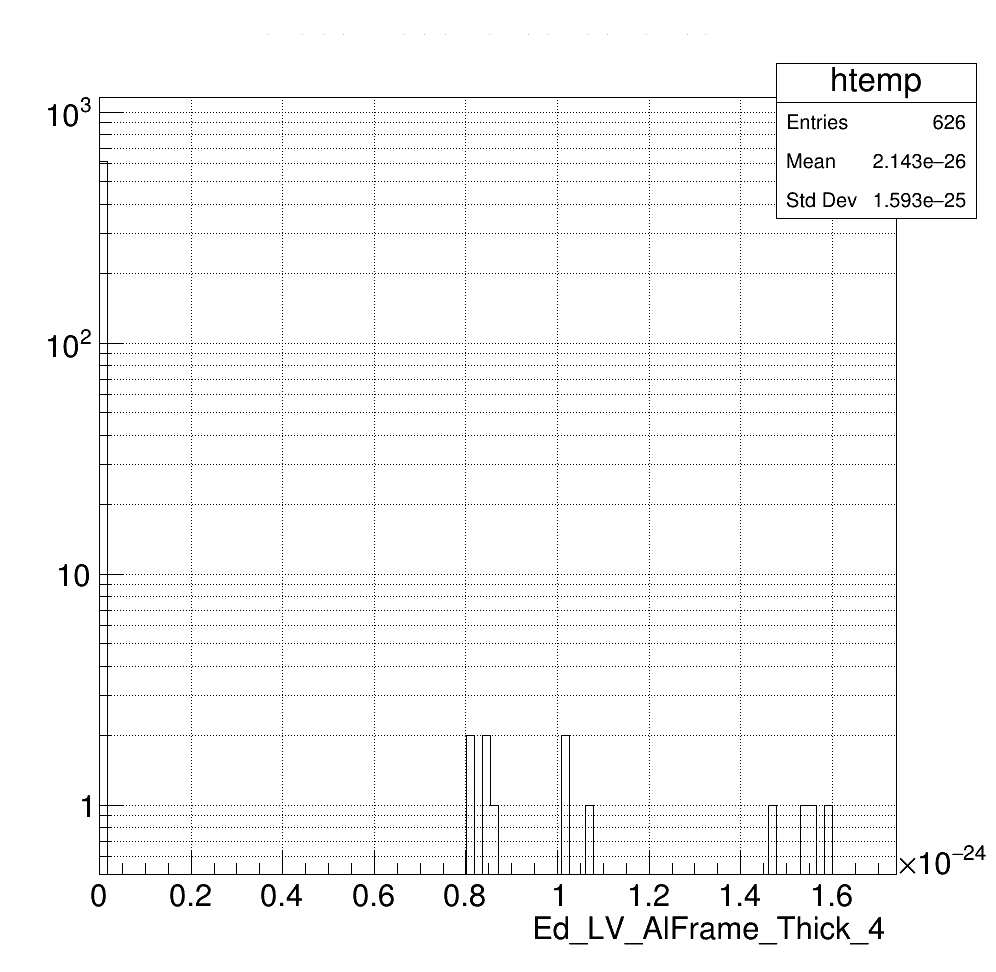 htemp
Entries 626
Mean 2.143e−26
Std Dev 1.593e−25
10³
10²
10
1
0 0.2 0.4 0.6 0.8 1 1.2 1.4 1.6
×10⁻²⁴
Ed_LV_AlFrame_Thick_4